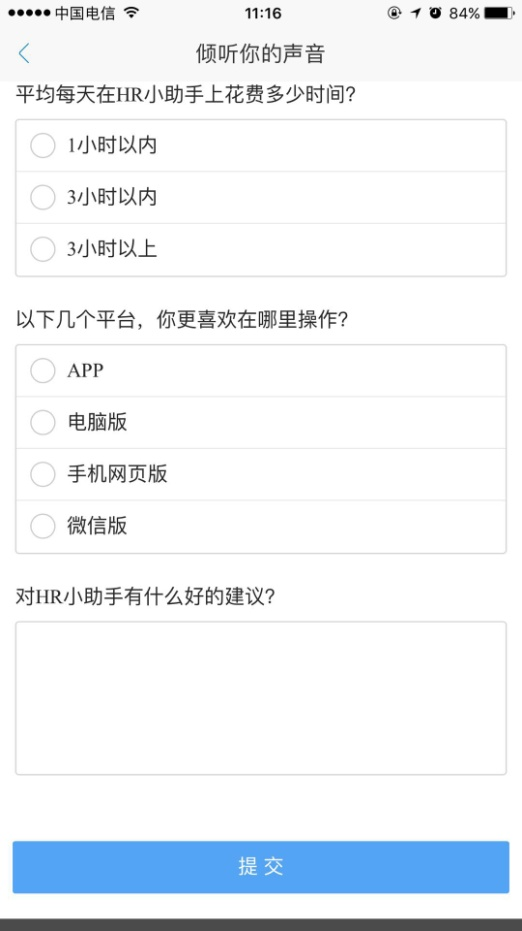 中国电信 11:16 84%
倾听你的声音
平均每天在HR小助手上花费多少时间?
1小时以内
3小时以内
3小时以上
以下几个平台，你更喜欢在哪里操作?
APP
电脑版
手机网页版
微信版
对HR小助手有什么好的建议?
提 交